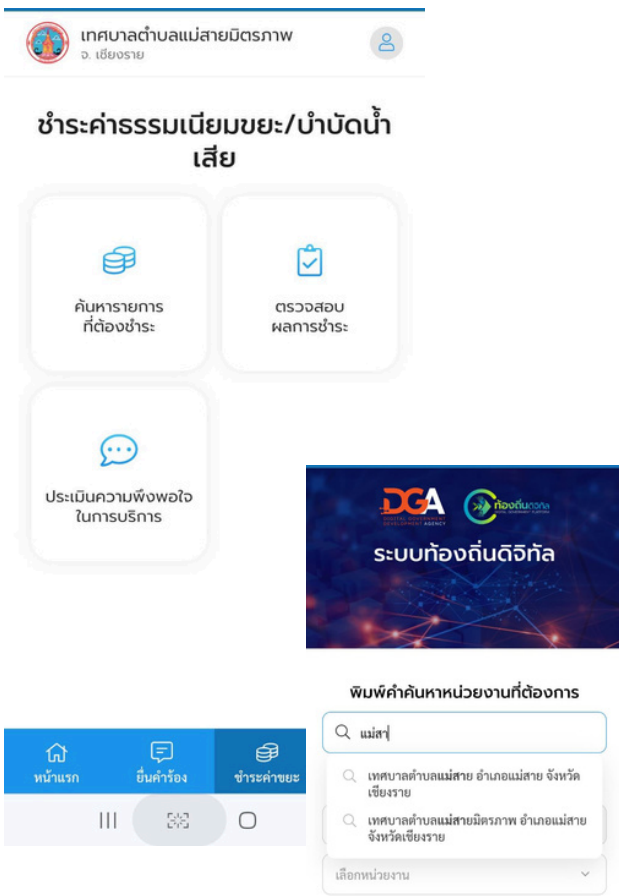 เทศบาลตำบลแม่สายมิตรภาพ
จ. เชียงราย
ชำระค่าธรรมเนียมขยะ/บำบัดน้ำ
เสีย
ค้นหารายการ
ที่ต้องชำระ
ตรวจสอบ
ผลการชำระ
ประเมินความพึงพอใจ
ในการบริการ
หน้าแรก
ยื่นคำร้อง
ชำระค่าขยะ
DGA
DIGITAL GOVERNMENT
DEVELOPMENT AGENCY
ท้องถิ่นดิจิทัล
ระบบท้องถิ่นดิจิทัล
พิมพ์คำค้นหาหน่วยงานที่ต้องการ
แม่สา
เทศบาลตำบลแม่สาย อำเภอแม่สาย จังหวัด
เชียงราย
เทศบาลตำบลแม่สายมิตรภาพ อำเภอแม่สาย
จังหวัดเชียงราย
เลือกหน่วยงาน